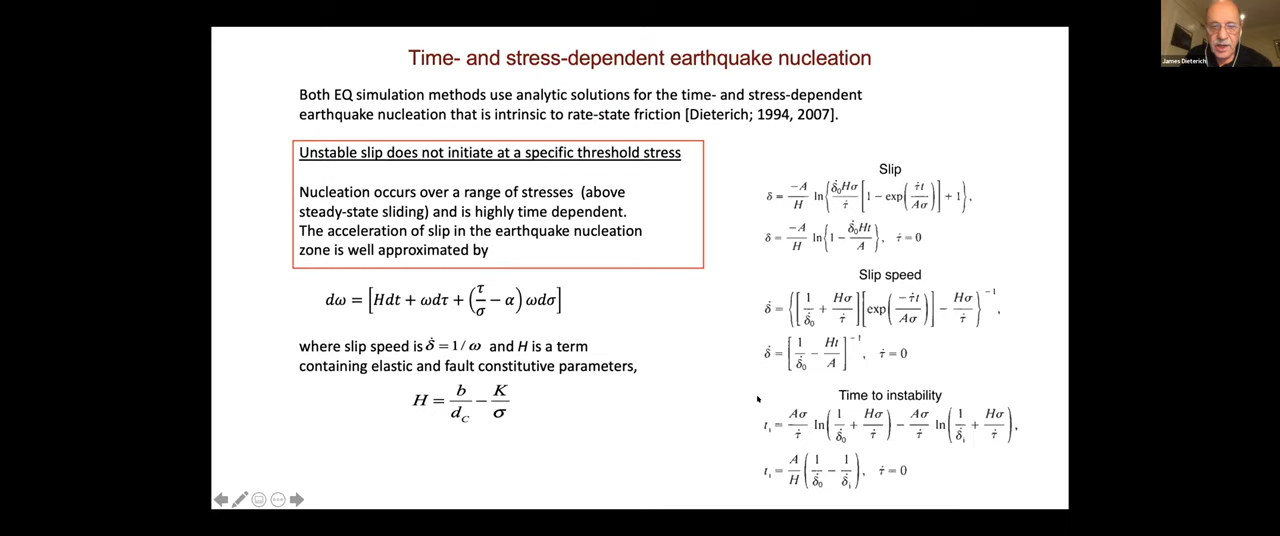 James Dieterich
Time- and stress-dependent earthquake nucleation
Both EQ simulation methods use analytic solutions for the time- and stress-dependent
earthquake nucleation that is intrinsic to rate-state friction [Dieterich; 1994, 2007].
Unstable slip does not initiate at a specific threshold stress
Nucleation occurs over a range of stresses (above
steady-state sliding) and is highly time dependent.
The acceleration of slip in the earthquake nucleation
zone is well approximated by
dω = [Hdt + ωdτ + (τ/σ − α) ωdσ]
where slip speed is δ̇ = 1/ω and H is a term
containing elastic and fault constitutive parameters,
H = b/d_C − K/σ
Slip
δ = −A/H ln{δ̇₀Hσ/τ̇ [1 − exp(τ̇t/Aσ)] + 1},
δ = −A/H ln{1 − δ̇₀Ht/A}, τ̇ = 0
Slip speed
δ̇ = {[1/δ̇₀ + Hσ/τ̇][exp(−τ̇t/Aσ)] − Hσ/τ̇}⁻¹,
δ̇ = [1/δ̇₀ − Ht/A]⁻¹, τ̇ = 0
Time to instability
tᵢ = Aσ/τ̇ ln(1/δ̇₀ + Hσ/τ̇) − Aσ/τ̇ ln(1/δ̇ᵢ + Hσ/τ̇),
tᵢ = A/H (1/δ̇₀ − 1/δ̇ᵢ), τ̇ = 0